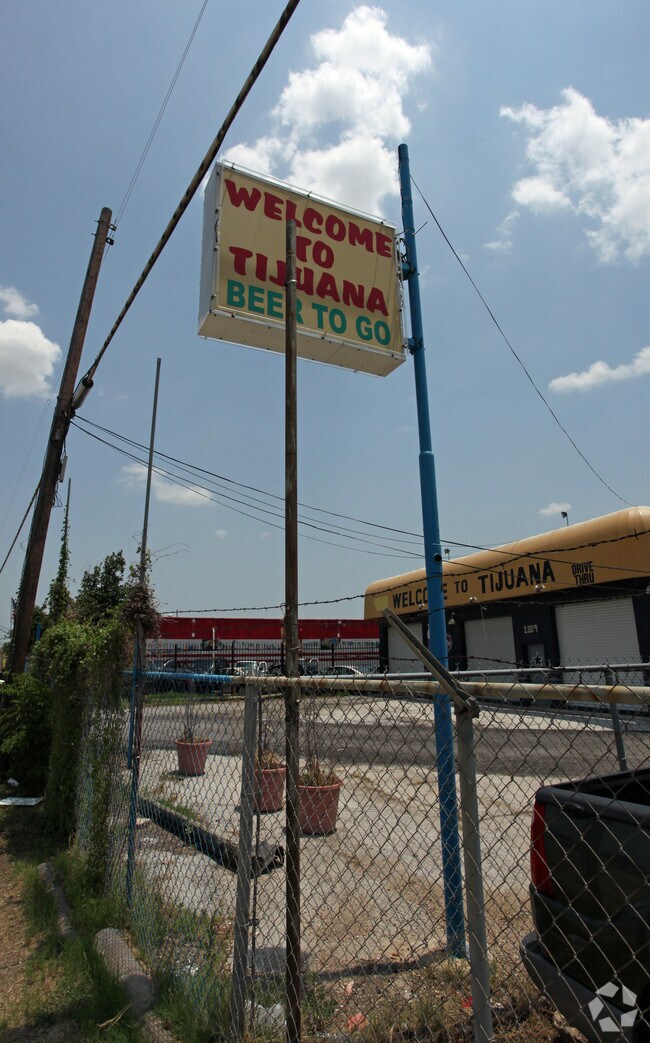 WELCOME
TO
TIJUANA
BEER TO GO
WELCOME TO TIJUANA
DRIVE
THRU